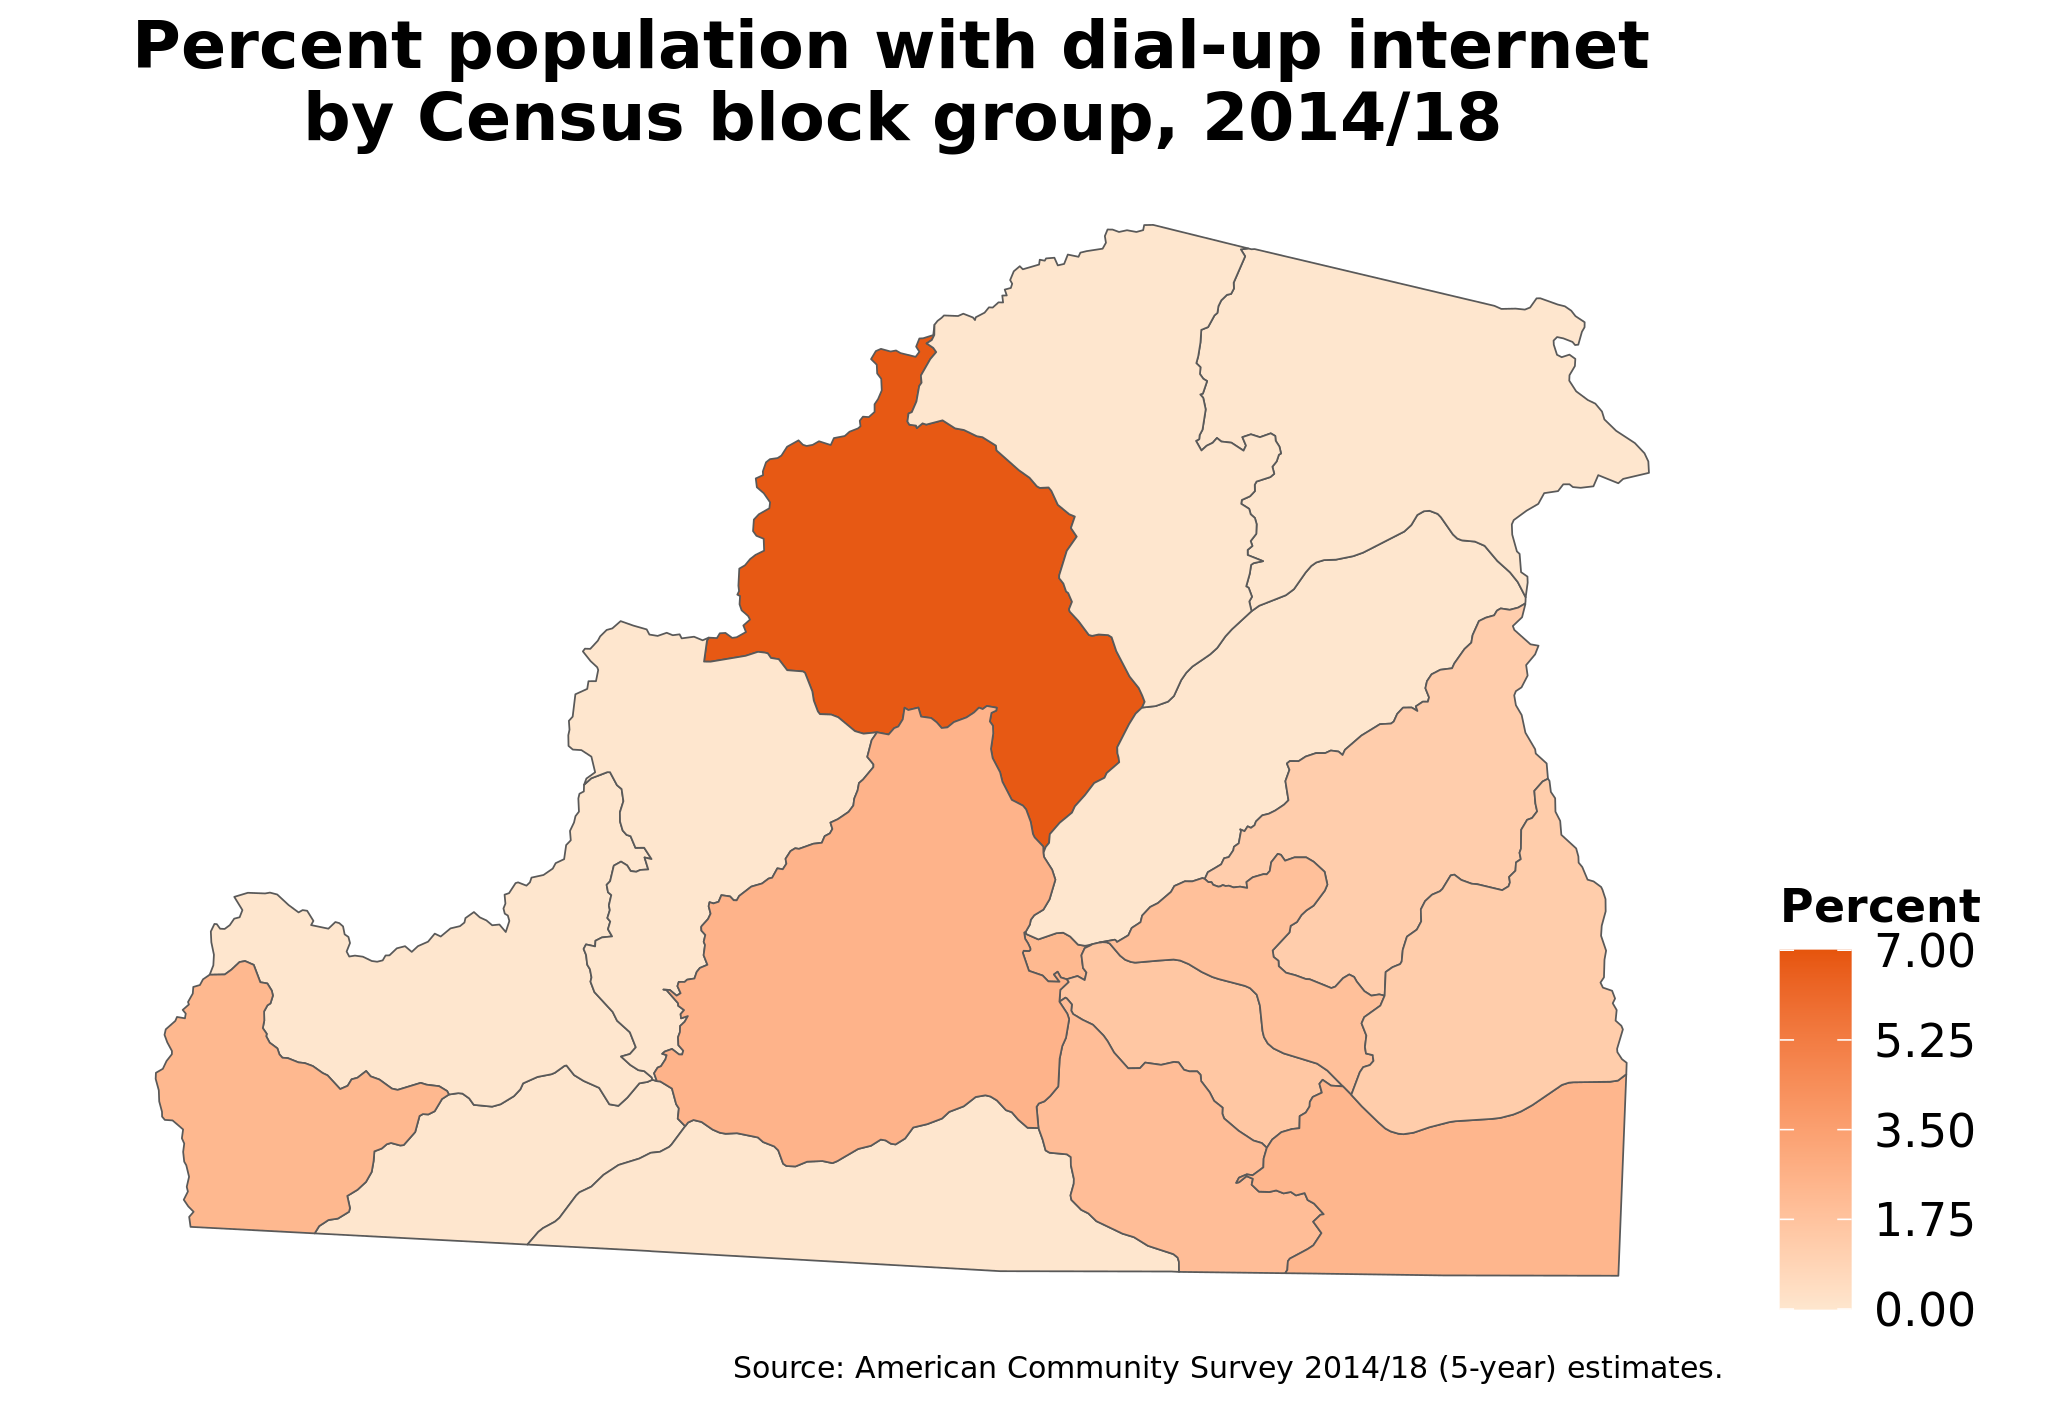 Percent population with dial-up internet
by Census block group, 2014/18
Percent
7.00
5.25
3.50
1.75
0.00
Source: American Community Survey 2014/18 (5-year) estimates.